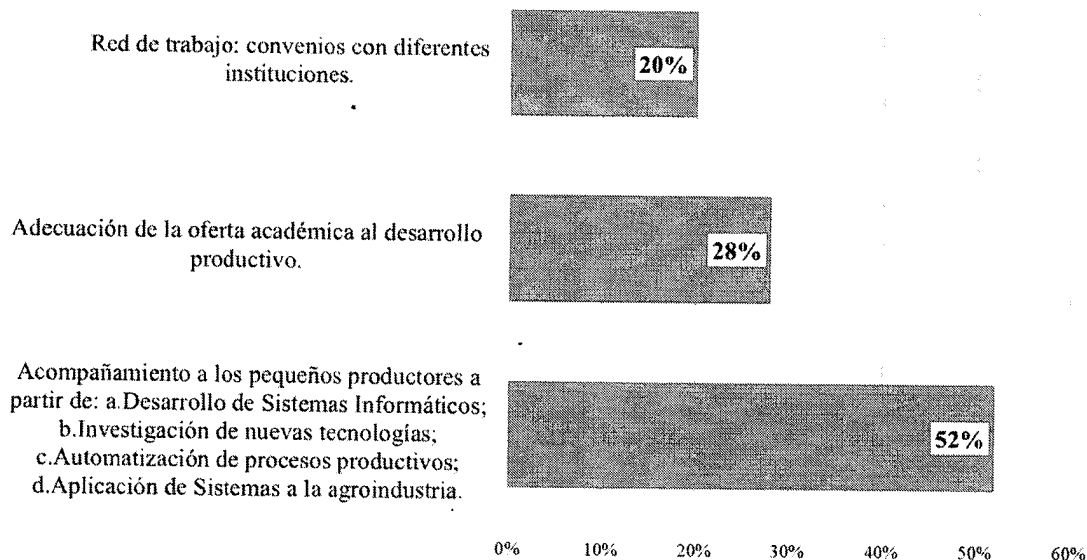 Red de trabajo: convenios con diferentes
instituciones.
20%
Adecuación de la oferta académica al desarrollo
productivo.
28%
Acompañamiento a los pequeños productores a
partir de: a.Desarrollo de Sistemas Informáticos;
b.Investigación de nuevas tecnologías;
c.Automatización de procesos productivos;
d.Aplicación de Sistemas a la agroindustria.
52%
0% 10% 20% 30% 40% 50% 60%